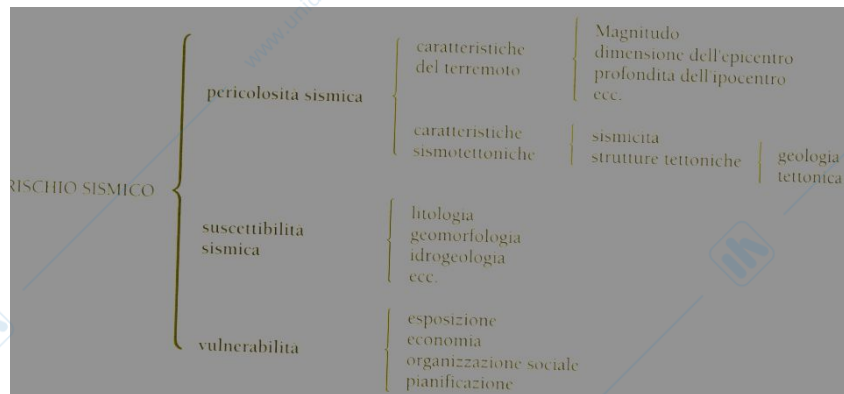 Magnitudo
caratteristiche
dimensione dell'epicentro
del terremoto
profondita dell'ipocentro
ecc.
pericolosità sismica
caratteristiche
sismicita
sismotettoniche
strutture tettoniche
geologia
tettonica
RISCHIO SISMICO
litologia
suscettibilita
geomorfologia
sismica
idrogeologia
ecc.
esposizione
vulnerabilita
economia
organizzazione sociale
pianificazione